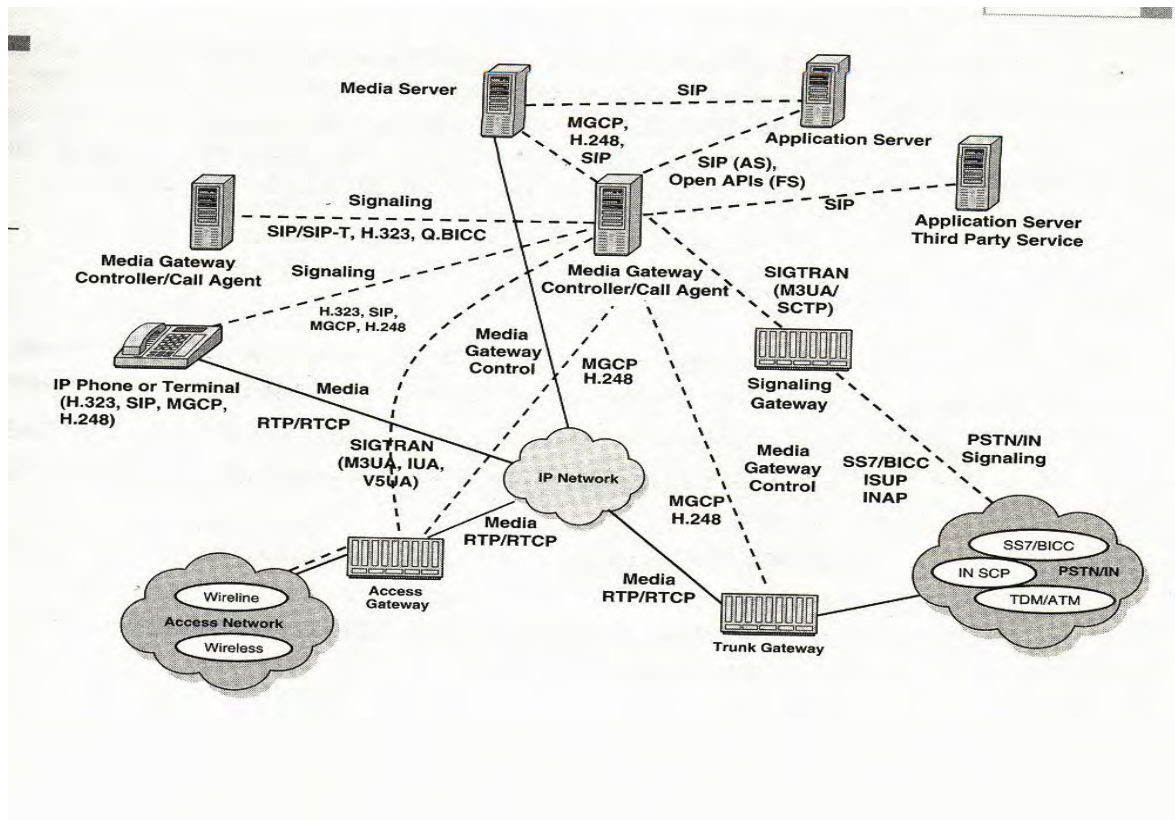 Media Server
SIP
Application Server
MGCP,
H.248,
SIP
SIP (AS),
Open APIs (FS)
SIP
Application Server
Third Party Service
Signaling
SIP/SIP-T, H.323, Q.BICC
Media Gateway
Controller/Call Agent
Media Gateway
Controller/Call Agent
Signaling
H.323, SIP,
MGCP, H.248
SIGTRAN
(M3UA/
SCTP)
Signaling
Gateway
IP Phone or Terminal
(H.323, SIP, MGCP,
H.248)
Media
RTP/RTCP
Media
Gateway
Control
MGCP
H.248
SIGTRAN
(M3UA, IUA,
V5UA)
IP Network
Media
RTP/RTCP
Media
Gateway
Control
MGCP
H.248
PSTN/IN
Signaling
SS7/BICC
ISUP
INAP
SS7/BICC
IN SCP
PSTN/IN
TDM/ATM
Access
Gateway
Wireline
Access Network
Wireless
Media
RTP/RTCP
Trunk Gateway